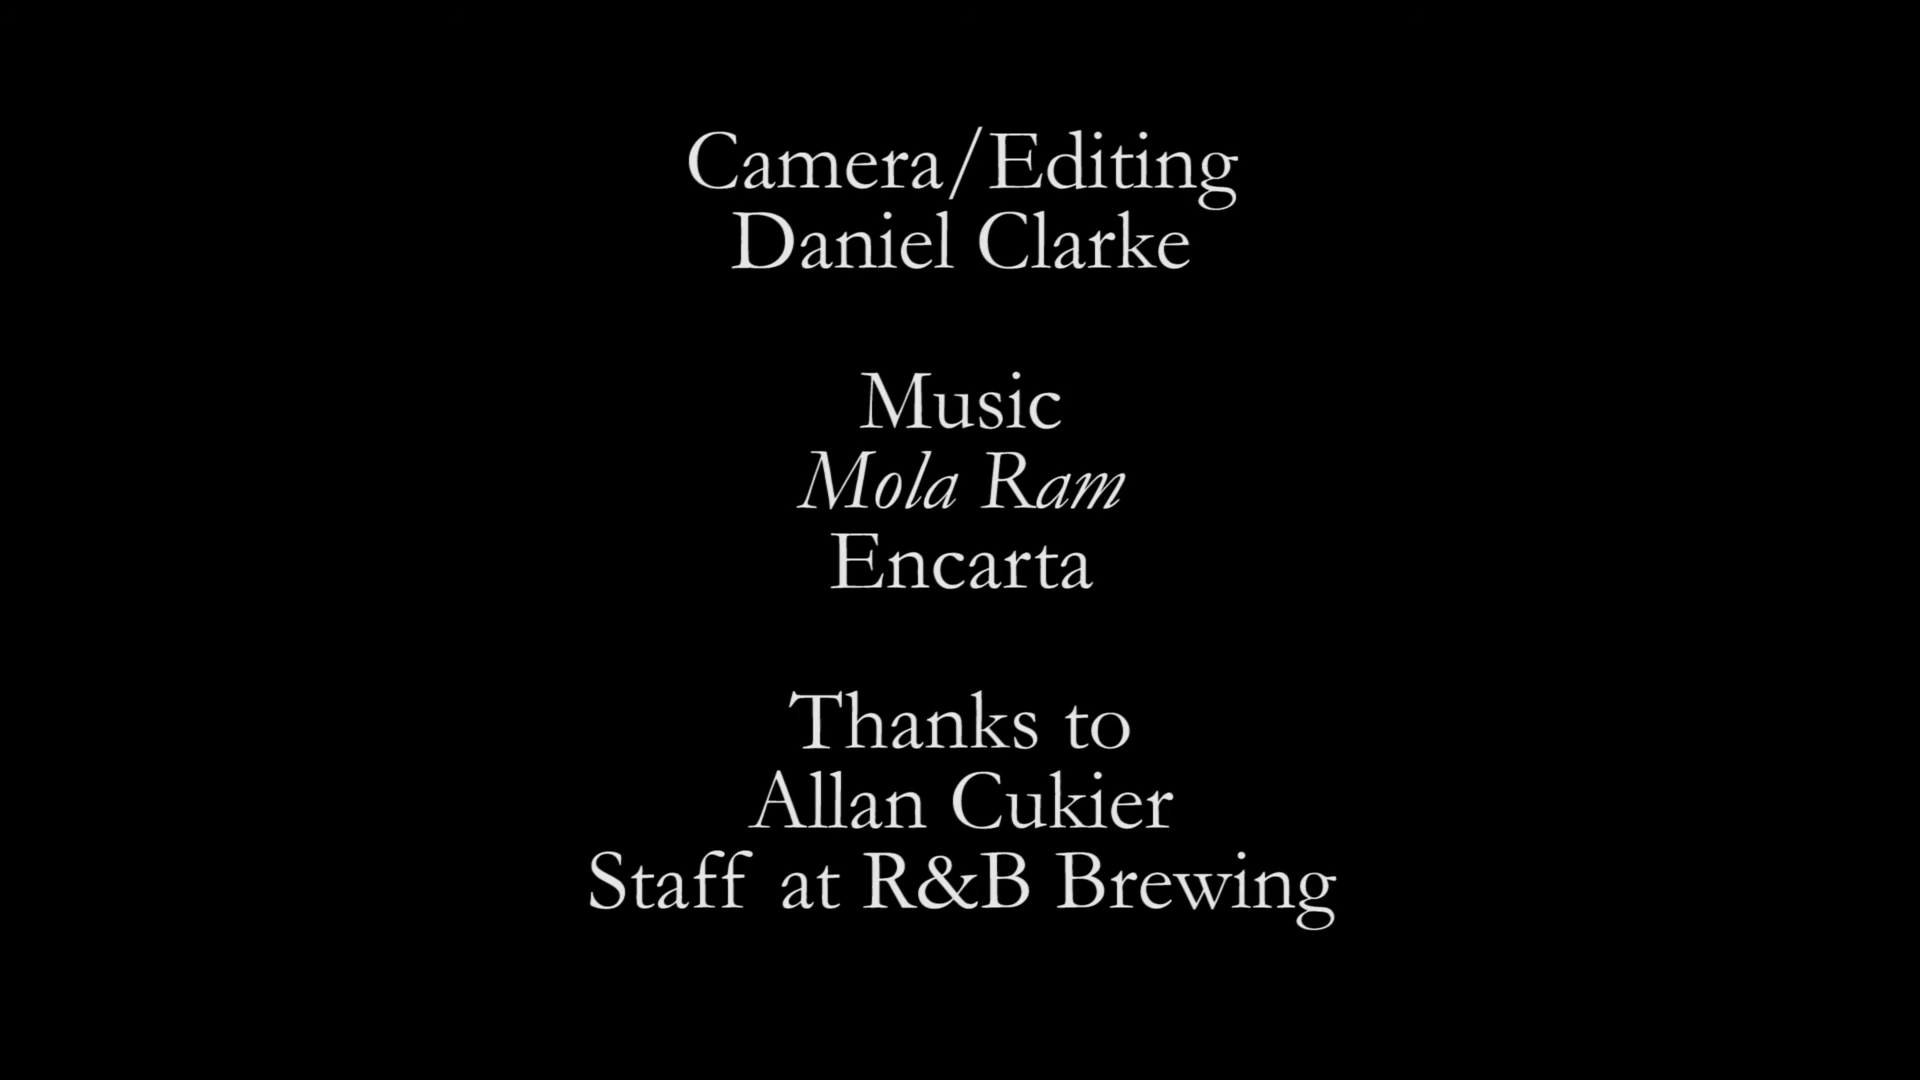 Camera/Editing
Daniel Clarke
Music
Mola Ram
Encarta
Thanks to
Allan Cukier
Staff at R&B Brewing